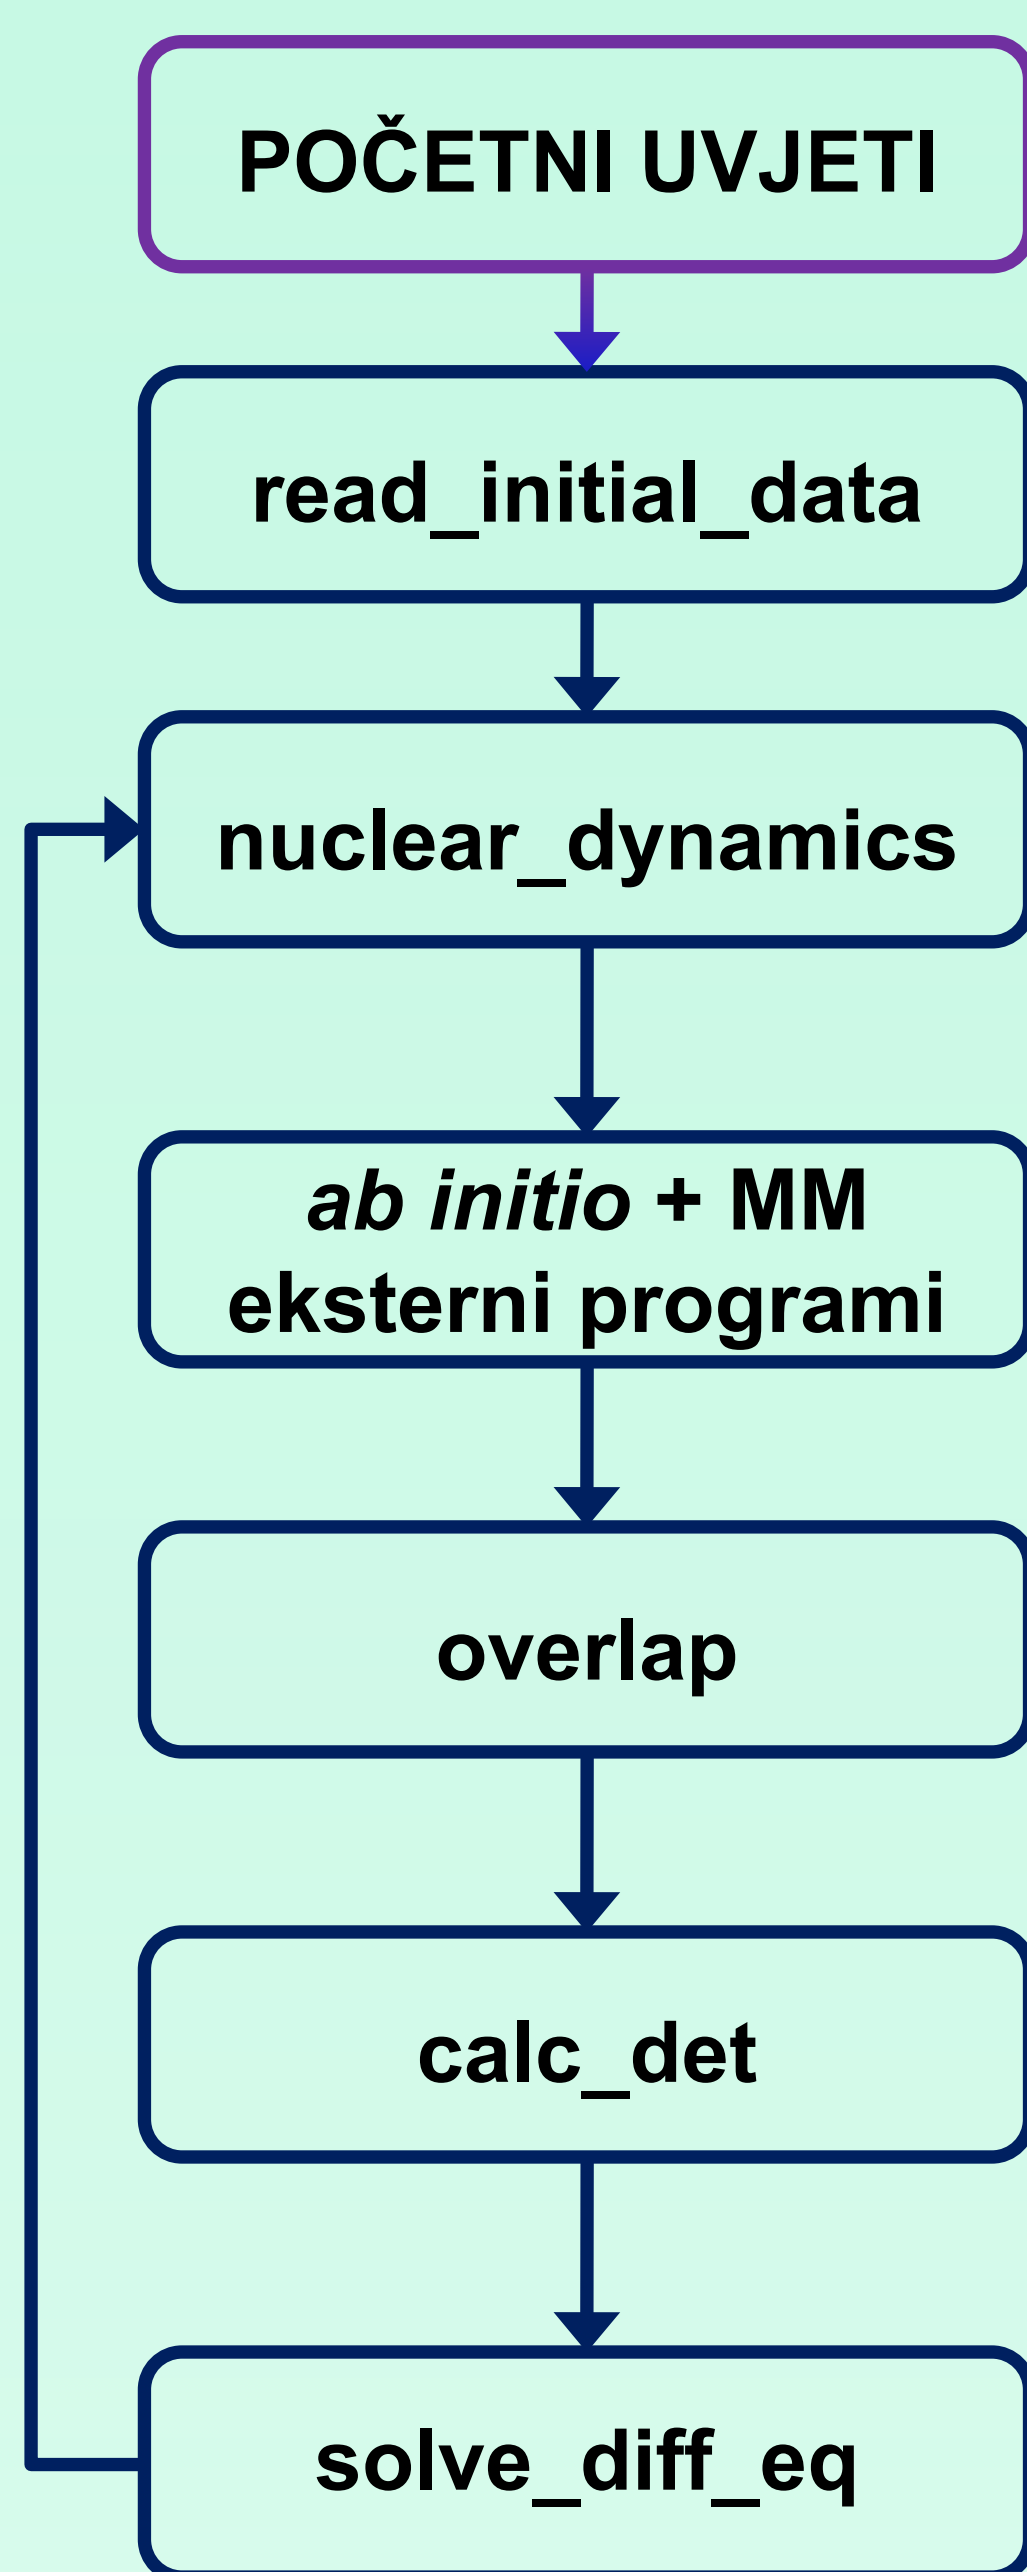 POČETNI UVJETI
read_initial_data
nuclear_dynamics
ab initio + MM
eksterni programi
overlap
calc_det
solve_diff_eq